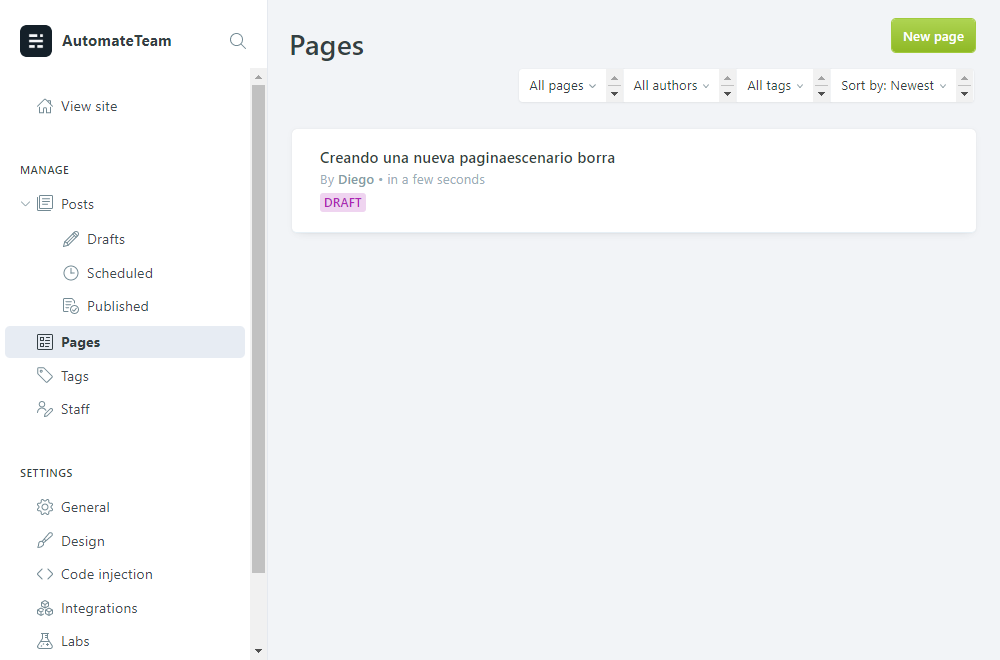 AutomateTeam
View site
MANAGE
Posts
Drafts
Scheduled
Published
Pages
Tags
Staff
SETTINGS
General
Design
Code injection
Integrations
Labs
Pages
New page
All pages
All authors
All tags
Sort by: Newest
Creando una nueva paginaescenario borra
By Diego • in a few seconds
DRAFT